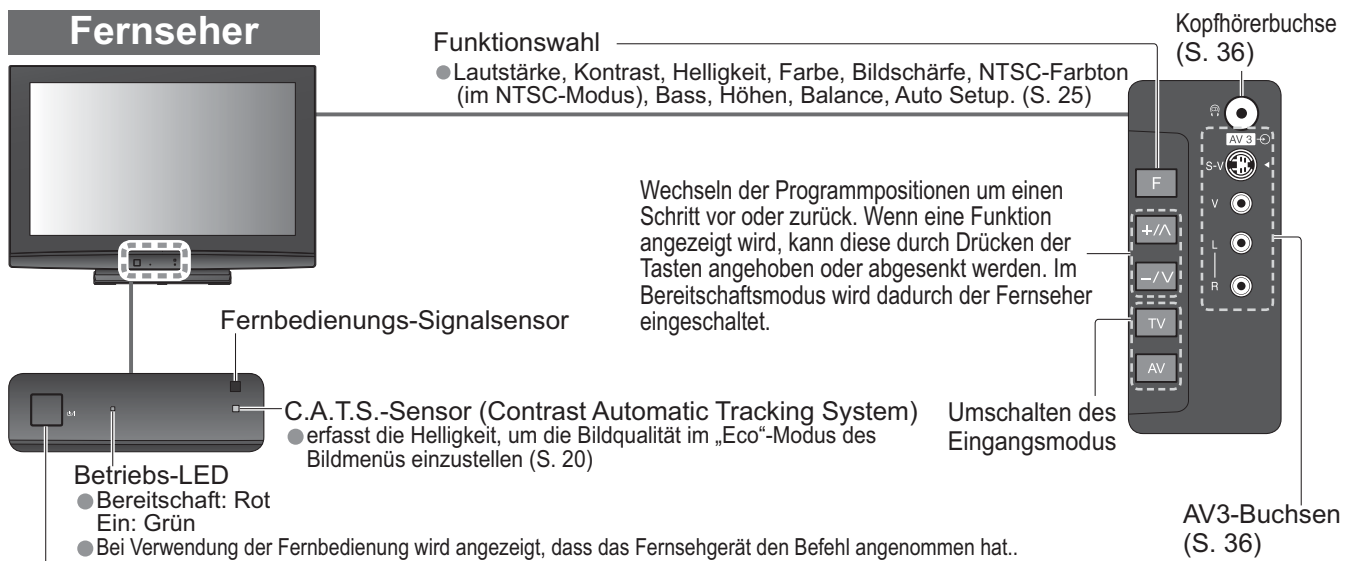 Fernseher
Funktionswahl
●Lautstärke, Kontrast, Helligkeit, Farbe, Bildschärfe, NTSC-Farbton
(im NTSC-Modus), Bass, Höhen, Balance, Auto Setup. (S. 25)
Kopfhörerbuchse
(S. 36)
AV 3
S-V
V
L
R
F
+/∧
−/∨
TV
AV
Wechseln der Programmpositionen um einen
Schritt vor oder zurück. Wenn eine Funktion
angezeigt wird, kann diese durch Drücken der
Tasten angehoben oder abgesenkt werden. Im
Bereitschaftsmodus wird dadurch der Fernseher
eingeschaltet.
Umschalten des
Eingangsmodus
AV3-Buchsen
(S. 36)
Fernbedienungs-Signalsensor
C.A.T.S.-Sensor (Contrast Automatic Tracking System)
●erfasst die Helligkeit, um die Bildqualität im „Eco“-Modus des
Bildmenüs einzustellen (S. 20)
Betriebs-LED
●Bereitschaft: Rot
Ein: Grün
●Bei Verwendung der Fernbedienung wird angezeigt, dass das Fernsehgerät den Befehl angenommen hat..